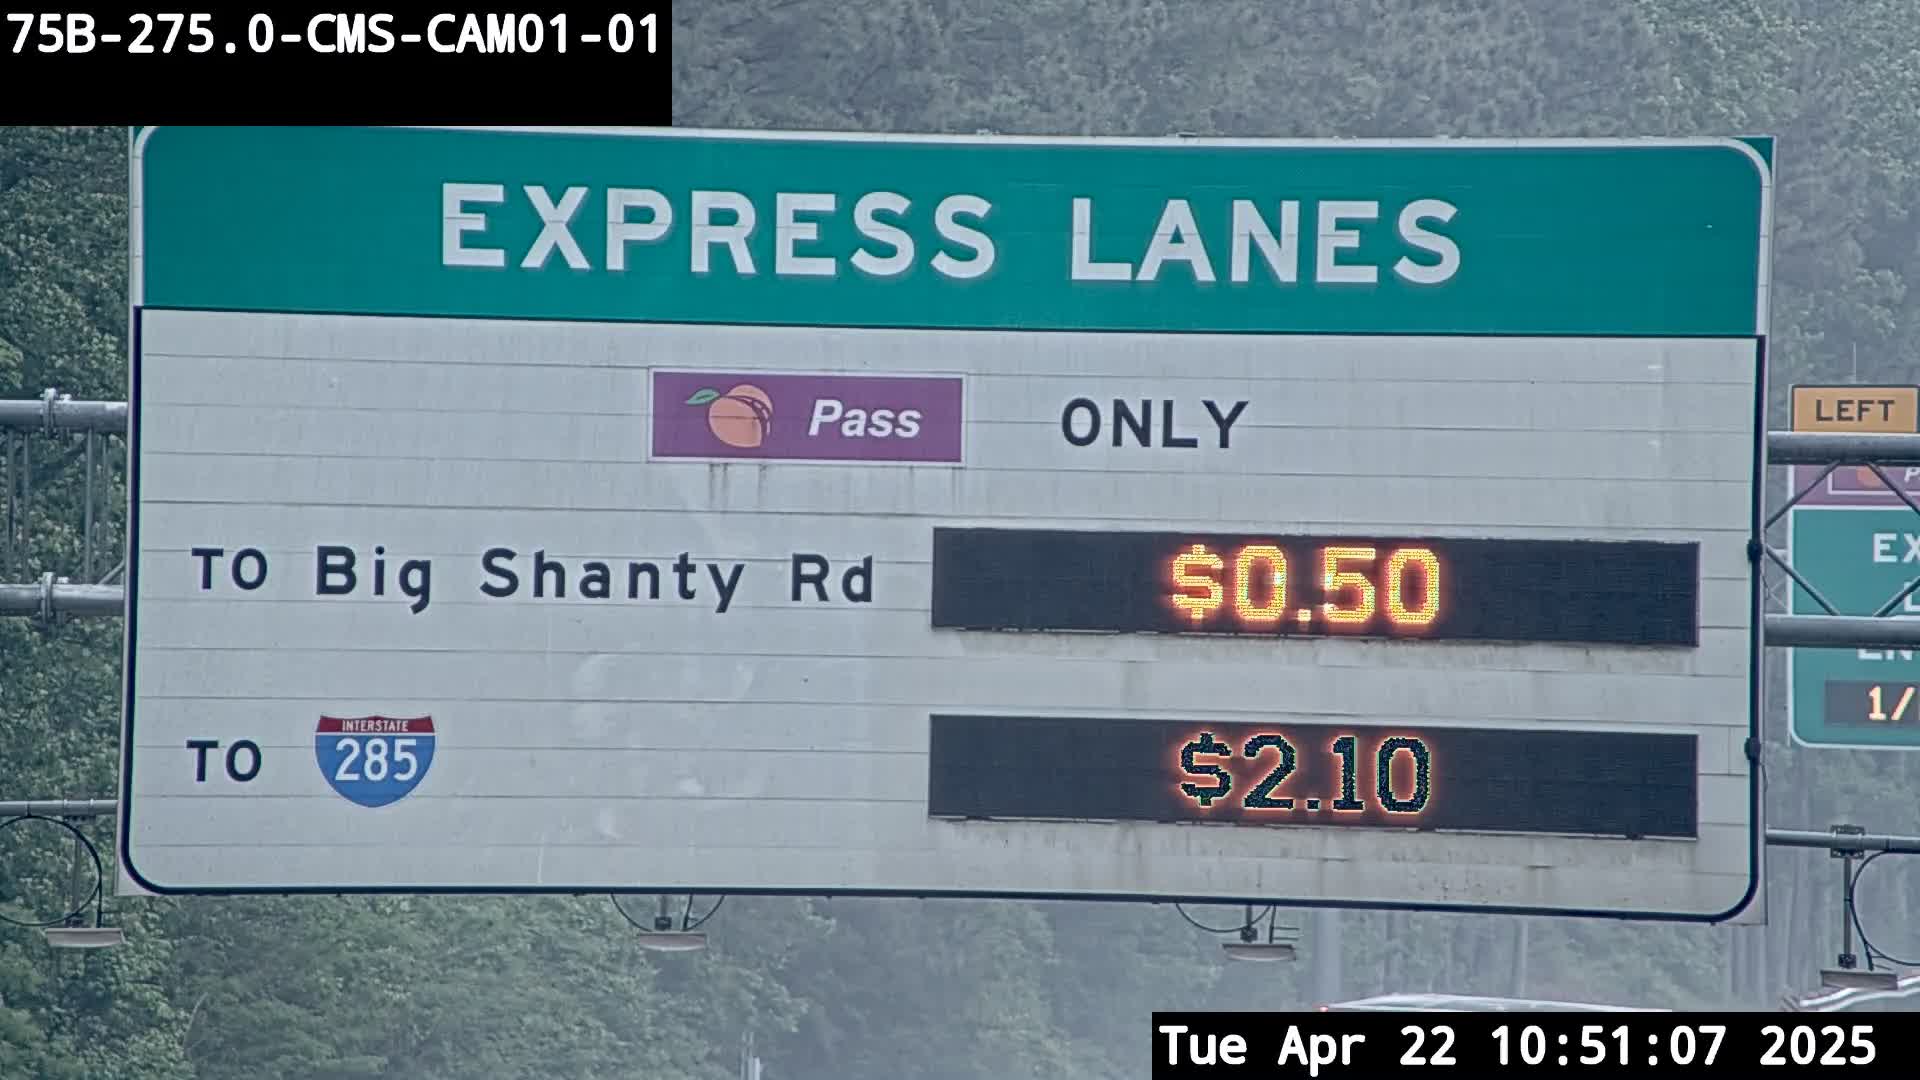 75B-275.0-CMS-CAM01-01
EXPRESS LANES
Pass ONLY
TO Big Shanty Rd $0.50
TO INTERSTATE 285 $2.10
LEFT
1/
Tue Apr 22 10:51:07 2025